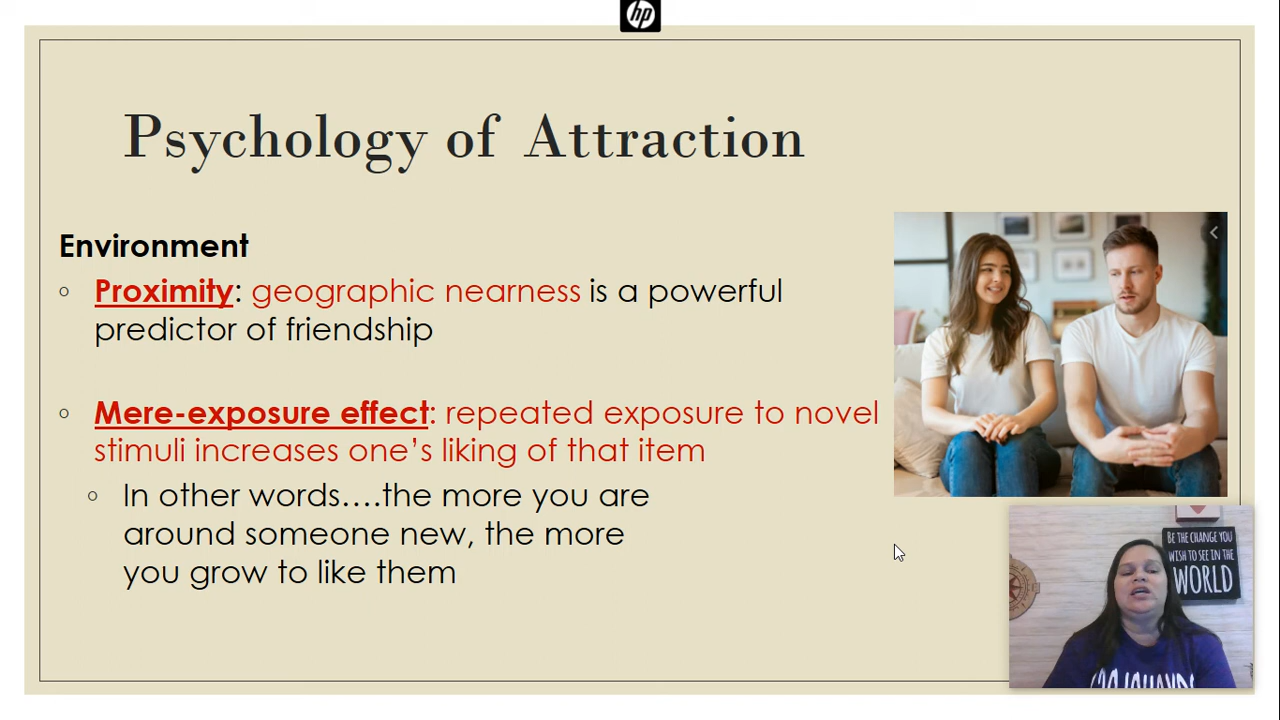 hp
Psychology of Attraction
Environment
Proximity: geographic nearness is a powerful
predictor of friendship
Mere-exposure effect: repeated exposure to novel
stimuli increases one's liking of that item
In other words....the more you are
around someone new, the more
you grow to like them
BE THE CHANGE YOU
WISH TO SEE IN THE
WORLD